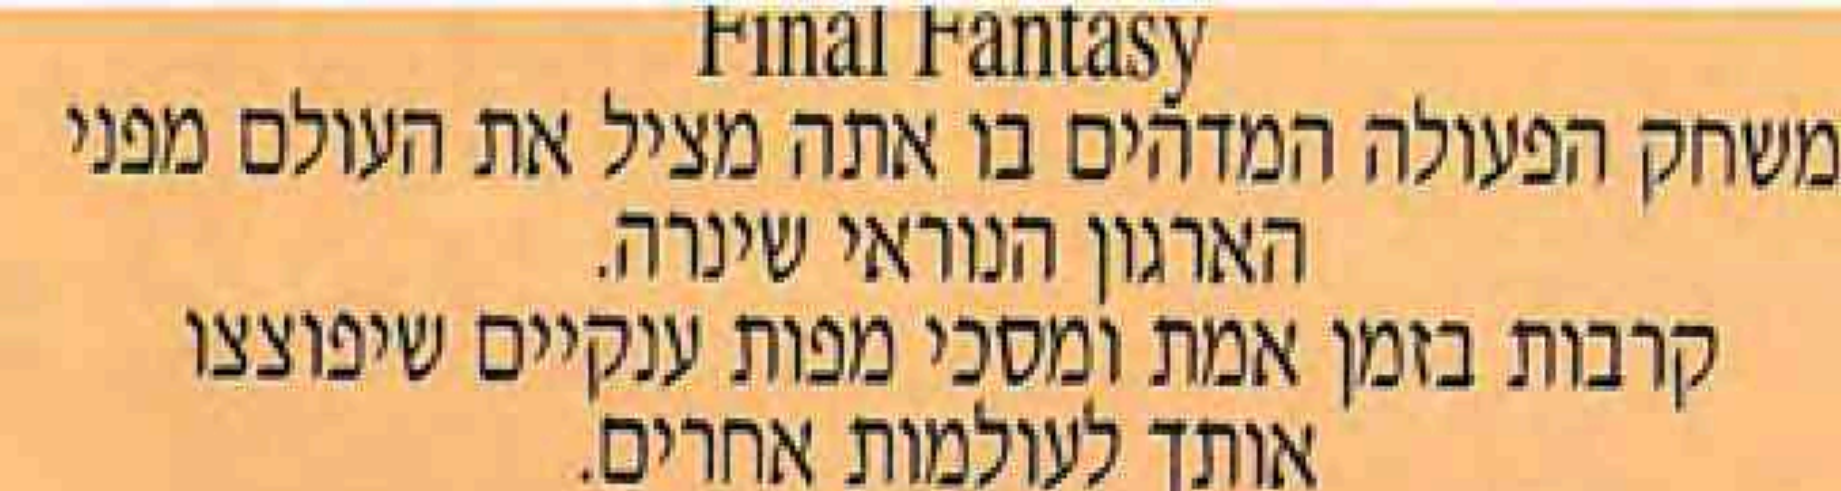 Final Fantasy
משחק הפעולה המדהים בו אתה מציל את העולם מפני
הארגון הנוראי שינרה.
קרבות בזמן אמת ומסכי מפות ענקיים שיפוצצו
אותך לעולמות אחרים.